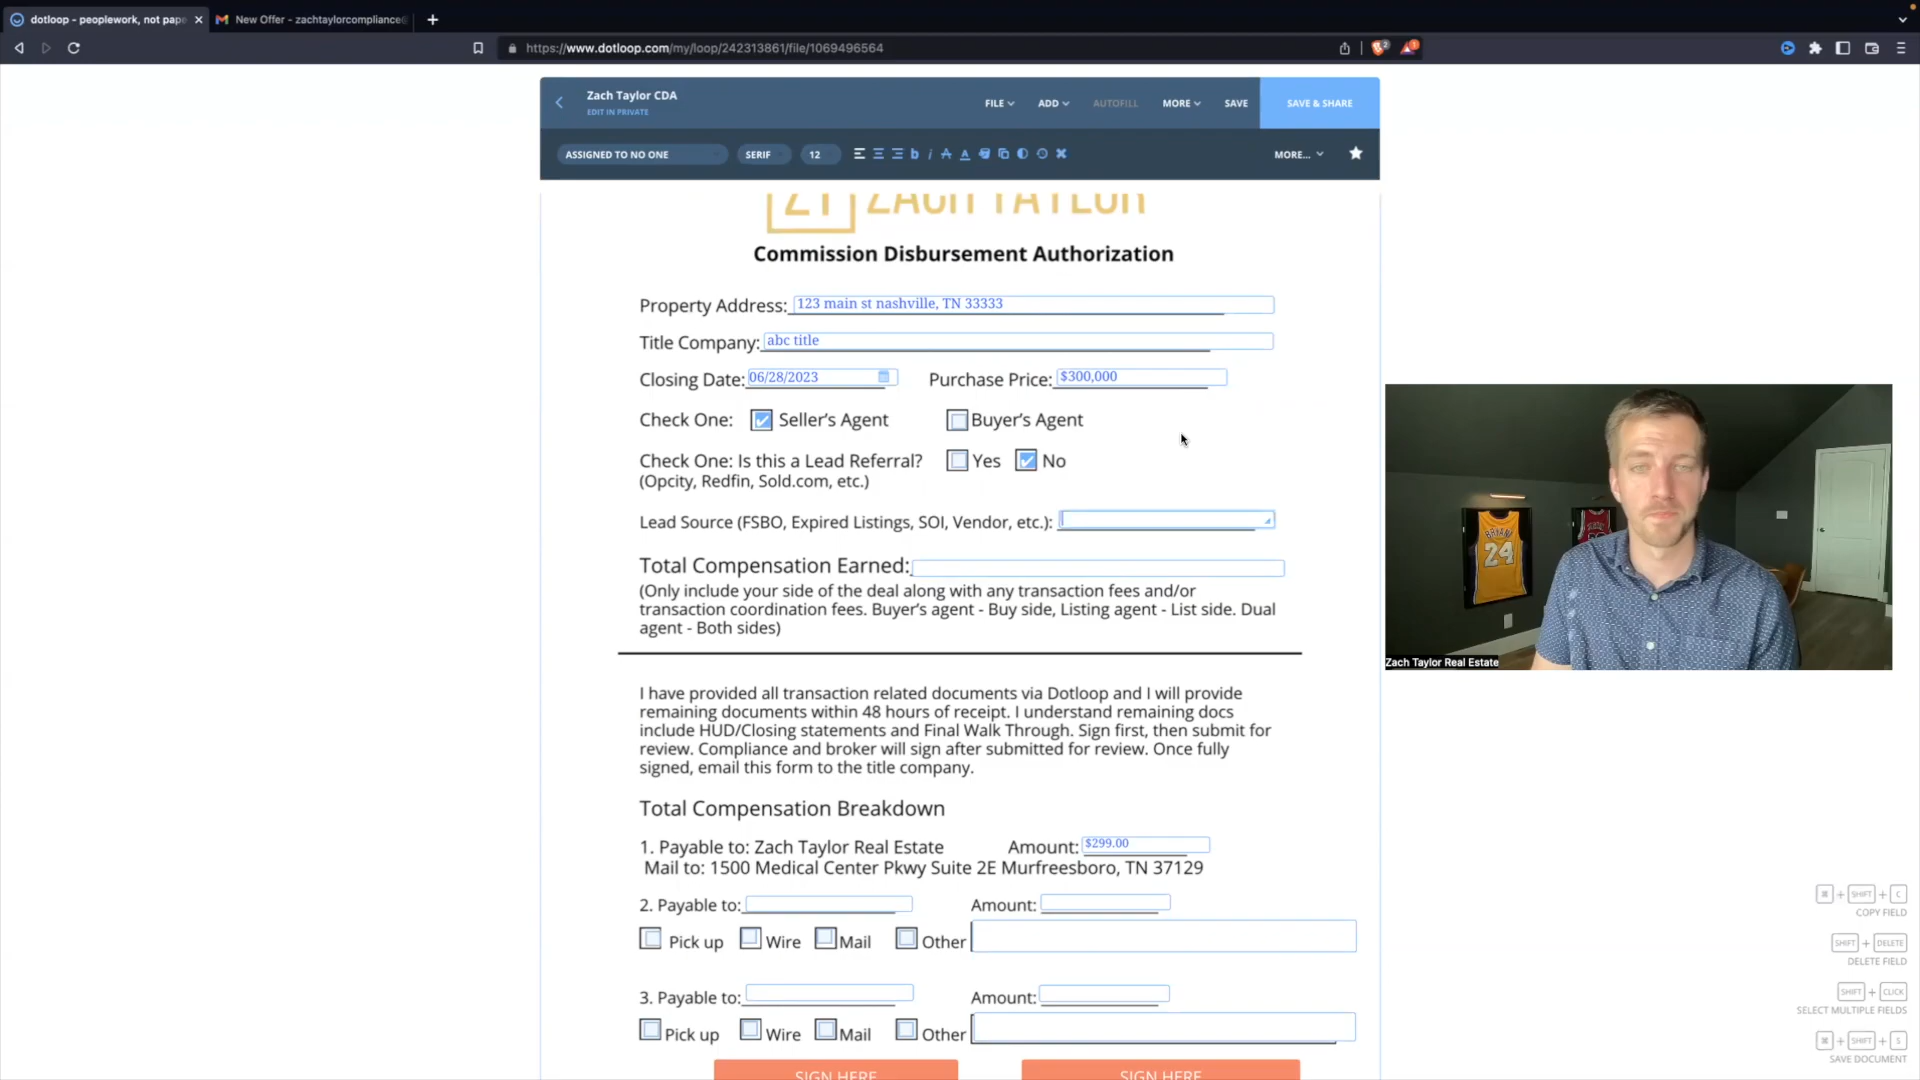 dotloop - peoplework, not pape
New Offer - zachtaylorcompliance@
https://www.dotloop.com/my/loop/242313861/file/1069496564
Zach Taylor CDA
EDIT IN PRIVATE
FILE
ADD
AUTOFILL
MORE
SAVE
SAVE & SHARE
ASSIGNED TO NO ONE
SERIF
12
MORE...
ZT ZACH TAYLOR
Commission Disbursement Authorization
Property Address: 123 main st nashville, TN 33333
Title Company: abc title
Closing Date: 06/28/2023 Purchase Price: $300,000
Check One: Seller's Agent Buyer's Agent
Check One: Is this a Lead Referral? Yes No
(Opcity, Redfin, Sold.com, etc.)
Lead Source (FSBO, Expired Listings, SOI, Vendor, etc.):
Total Compensation Earned:
(Only include your side of the deal along with any transaction fees and/or
transaction coordination fees. Buyer's agent - Buy side, Listing agent - List side. Dual
agent - Both sides)
I have provided all transaction related documents via Dotloop and I will provide
remaining documents within 48 hours of receipt. I understand remaining docs
include HUD/Closing statements and Final Walk Through. Sign first, then submit for
review. Compliance and broker will sign after submitted for review. Once fully
signed, email this form to the title company.
Total Compensation Breakdown
1. Payable to: Zach Taylor Real Estate Amount: $299.00
Mail to: 1500 Medical Center Pkwy Suite 2E Murfreesboro, TN 37129
2. Payable to: Amount:
Pick up Wire Mail Other
3. Payable to: Amount:
Pick up Wire Mail Other
SIGN HERE SIGN HERE
BRYANT
24
Zach Taylor Real Estate
⌘ + SHIFT + C
COPY FIELD
SHIFT + DELETE
DELETE FIELD
SHIFT + CLICK
SELECT MULTIPLE FIELDS
⌘ + SHIFT + S
SAVE DOCUMENT